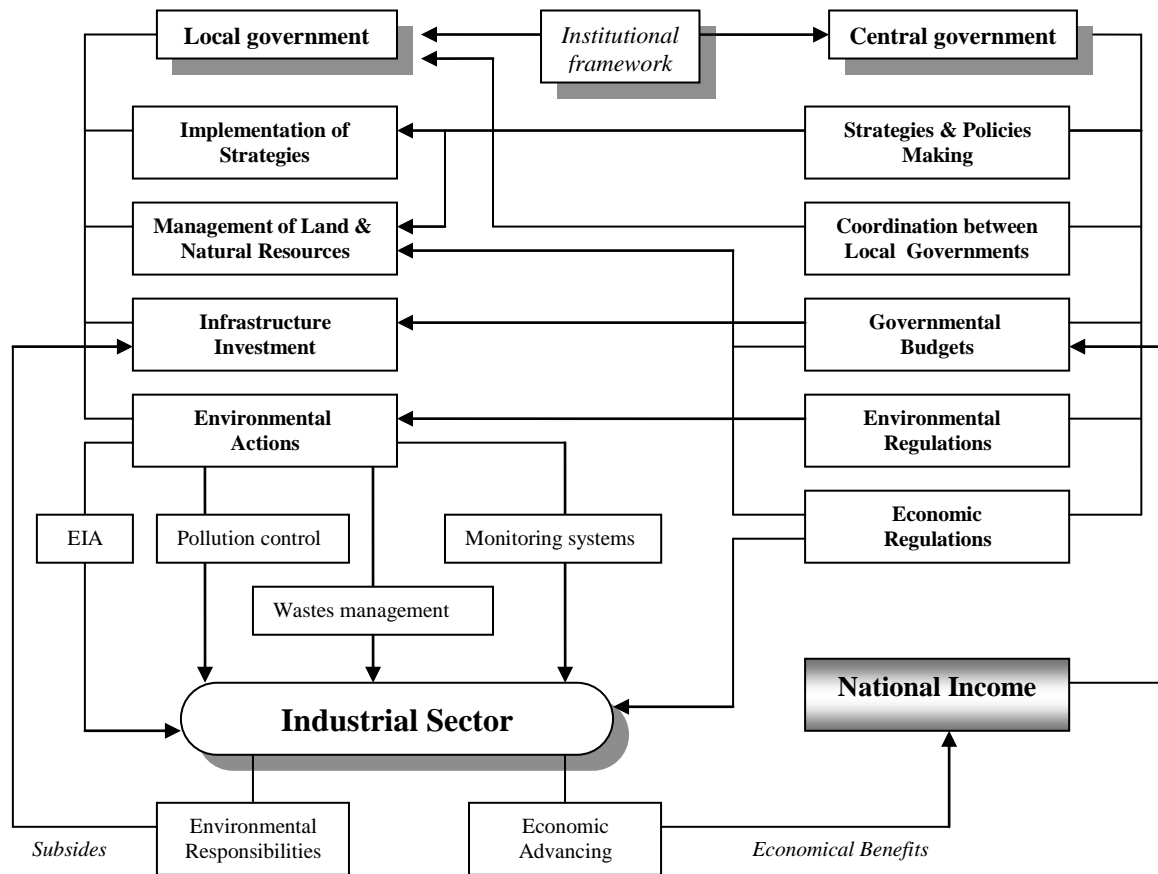 Local government
Institutional
framework
Central government
Implementation of
Strategies
Strategies & Policies
Making
Management of Land &
Natural Resources
Coordination between
Local Governments
Infrastructure
Investment
Governmental
Budgets
Environmental
Actions
Environmental
Regulations
EIA
Pollution control
Monitoring systems
Economic
Regulations
Wastes management
National Income
Industrial Sector
Subsides
Environmental
Responsibilities
Economic
Advancing
Economical Benefits